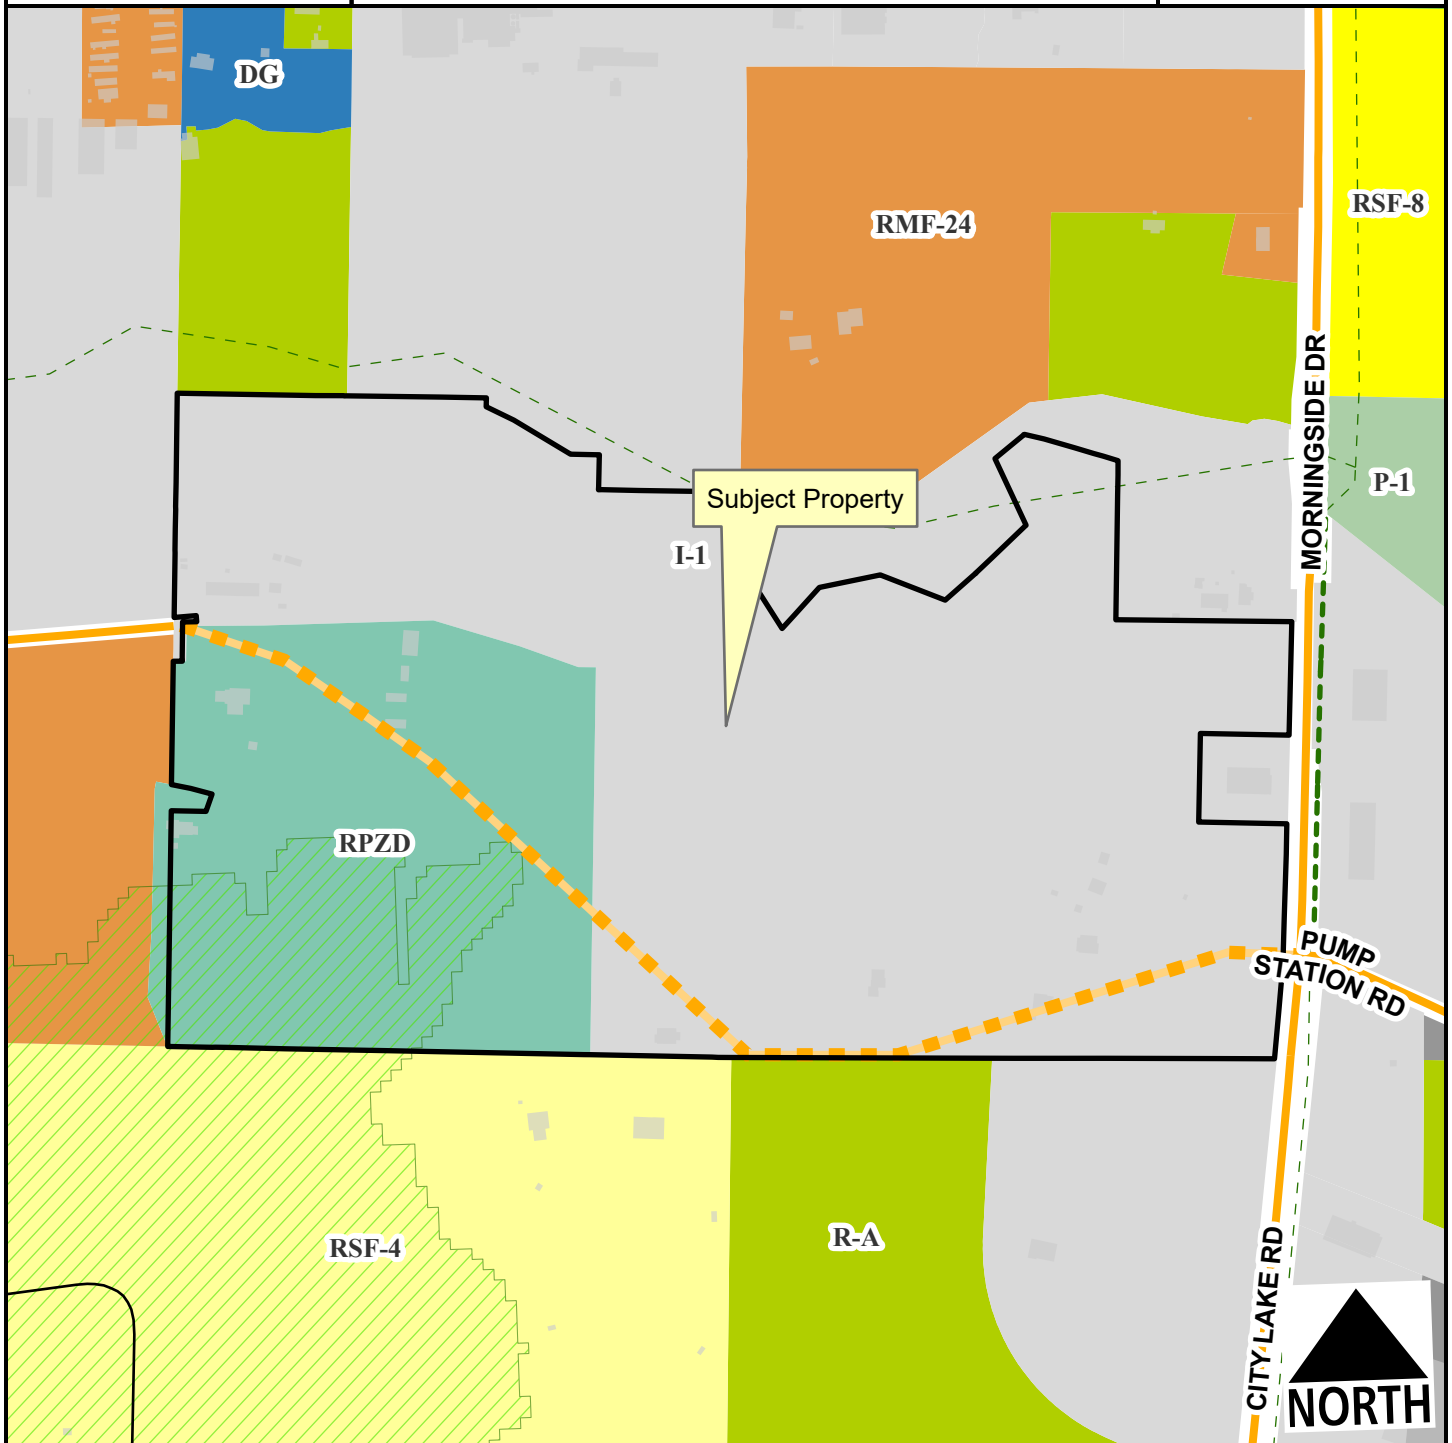 DG
RSF-8
RMF-24
MORNINGSIDE DR
P-1
Subject Property
I-1
RPZD
PUMP
STATION RD
R-A
RSF-4
CITY LAKE RD
NORTH